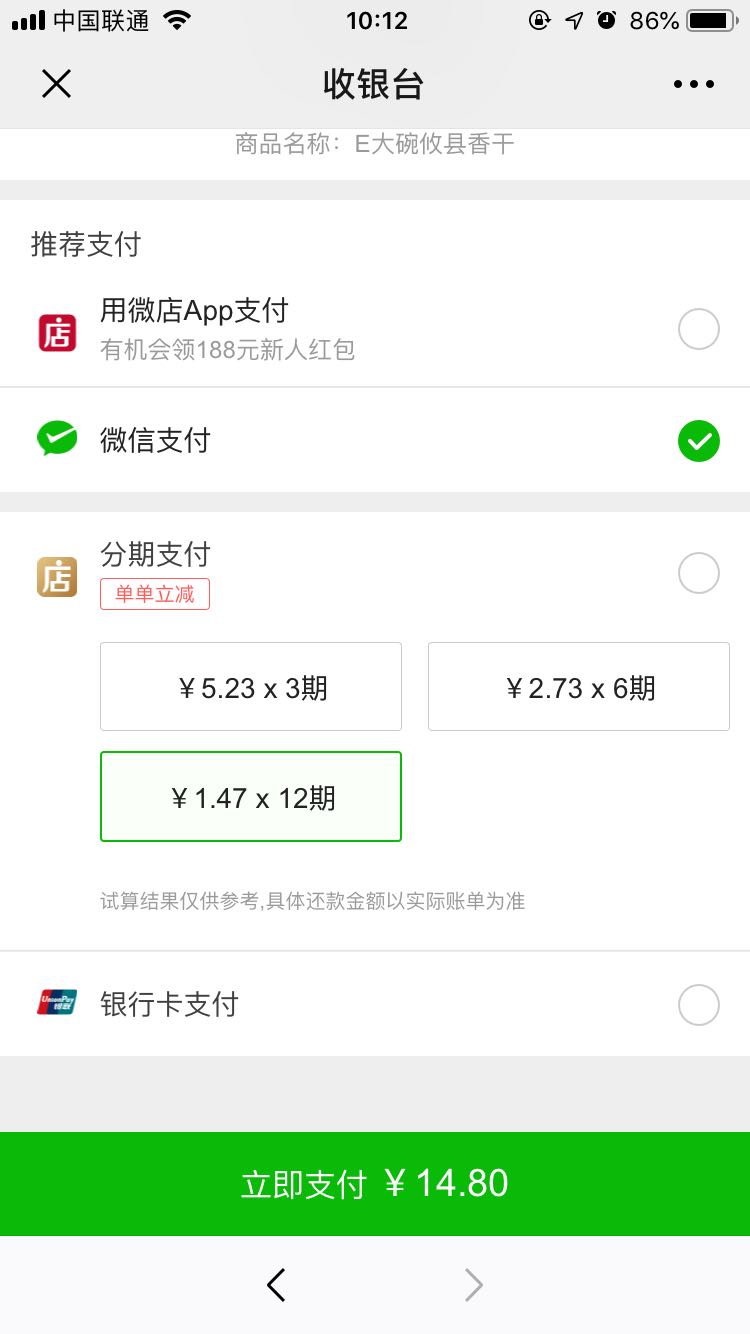 中国联通
10:12
86%
收银台
商品名称：E大碗攸县香干
推荐支付
店
用微店App支付
有机会领188元新人红包
微信支付
店
分期支付
单单立减
￥5.23 x 3期
￥2.73 x 6期
￥1.47 x 12期
试算结果仅供参考,具体还款金额以实际账单为准
UnionPay
银联
银行卡支付
立即支付 ￥14.80